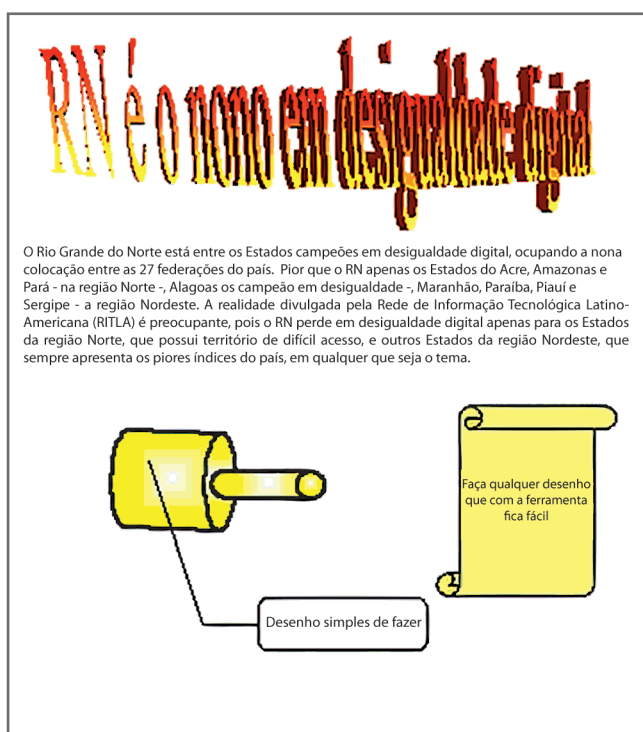 RN é o nono em desigualdade digital
O Rio Grande do Norte está entre os Estados campeões em desigualdade digital, ocupando a nona
colocação entre as 27 federações do país. Pior que o RN apenas os Estados do Acre, Amazonas e
Pará - na região Norte -, Alagoas os campeão em desigualdade -, Maranhão, Paraíba, Piauí e
Sergipe - a região Nordeste. A realidade divulgada pela Rede de Informação Tecnológica Latino-
Americana (RITLA) é preocupante, pois o RN perde em desigualdade digital apenas para os Estados
da região Norte, que possui território de difícil acesso, e outros Estados da região Nordeste, que
sempre apresenta os piores índices do país, em qualquer que seja o tema.
Faça qualquer desenho
que com a ferramenta
fica fácil
Desenho simples de fazer